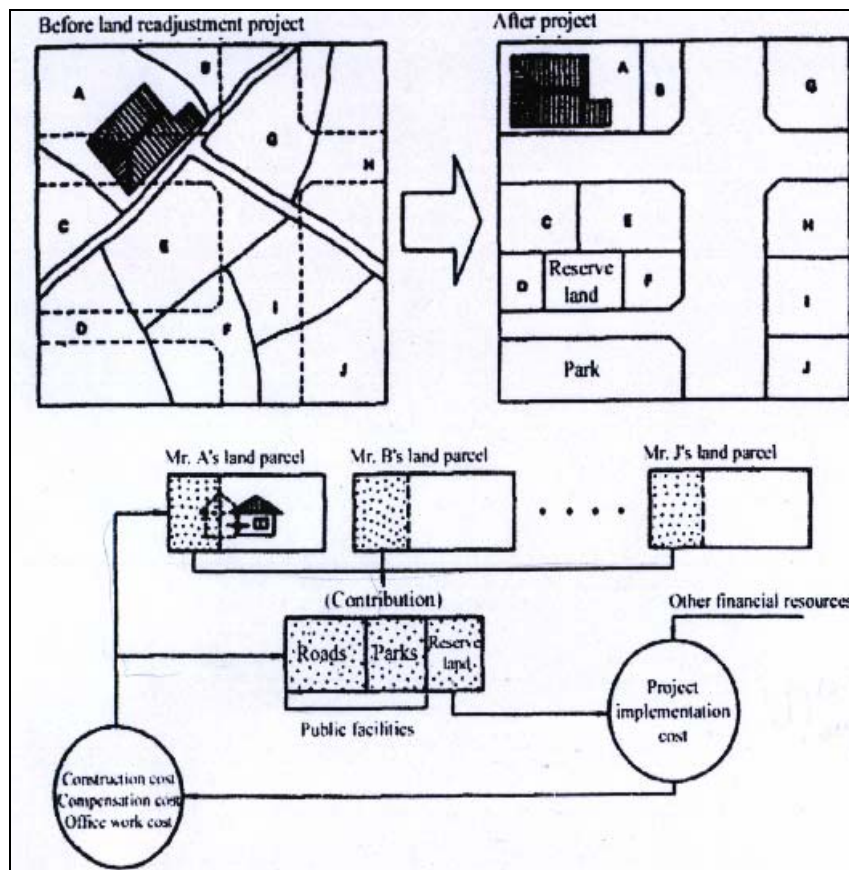 Before land readjustment project
After project
A
B
G
H
C
E
D
F
I
J
A
B
G
C
E
H
D
Reserve
land
F
I
Park
J
Mr. A's land parcel
Mr. B's land parcel
Mr. J's land parcel
(Contribution)
Other financial resources
Roads
Parks
Reserve
land
Project
implementation
cost
Public facilities
Construction cost
Compensation cost
Office work cost